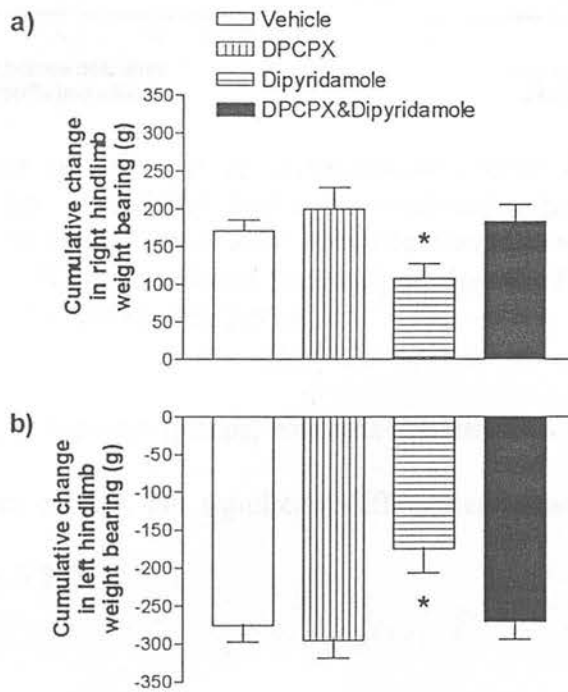 a)
Vehicle
DPCPX
Dipyridamole
DPCPX&Dipyridamole
Cumulative change
in right hindlimb
weight bearing (g)
350
300
250
200
150
100
50
0
*
b)
Cumulative change
in left hindlimb
weight bearing (g)
0
-50
-100
-150
-200
-250
-300
-350
*